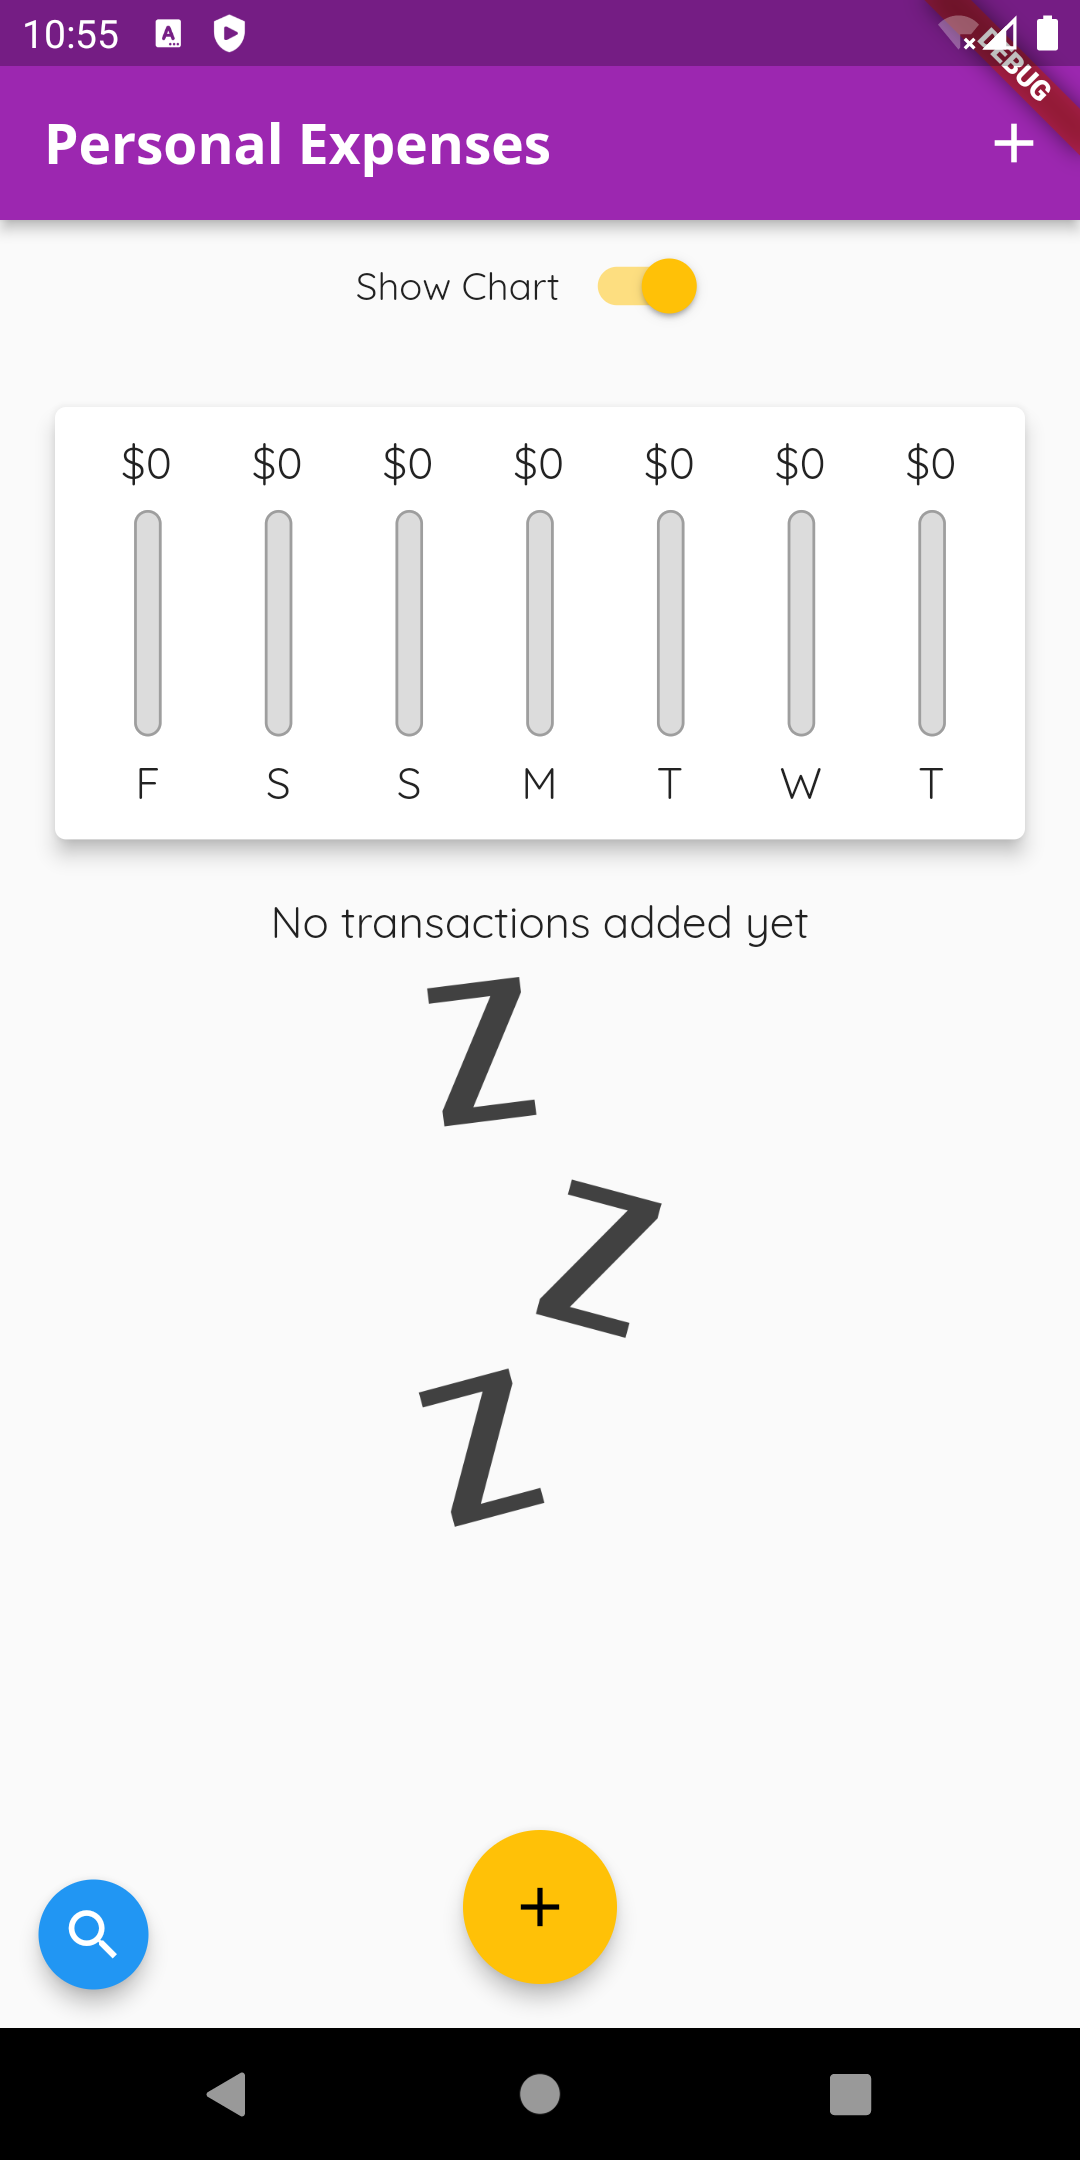 10:55
DEBUG
Personal Expenses
Show Chart
$0 $0 $0 $0 $0 $0 $0
F S S M T W T
No transactions added yet
Z
Z
Z